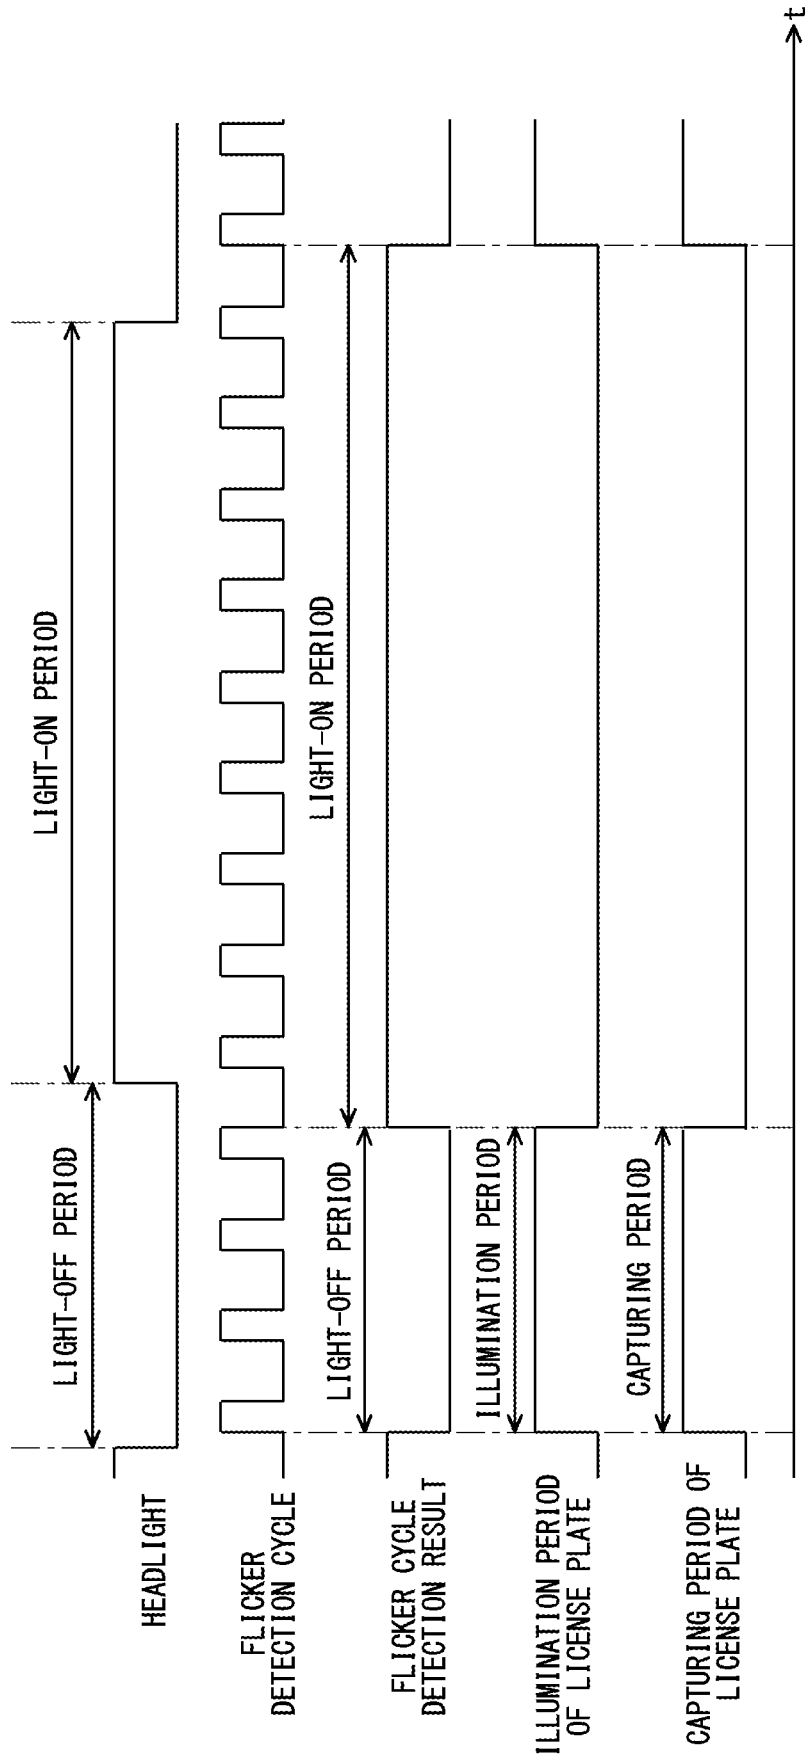 HEADLIGHT
LIGHT-OFF PERIOD
LIGHT-ON PERIOD
FLICKER
DETECTION CYCLE
FLICKER CYCLE
DETECTION RESULT
LIGHT-OFF PERIOD
LIGHT-ON PERIOD
ILLUMINATION PERIOD
OF LICENSE PLATE
ILLUMINATION PERIOD
CAPTURING PERIOD OF
LICENSE PLATE
CAPTURING PERIOD
t